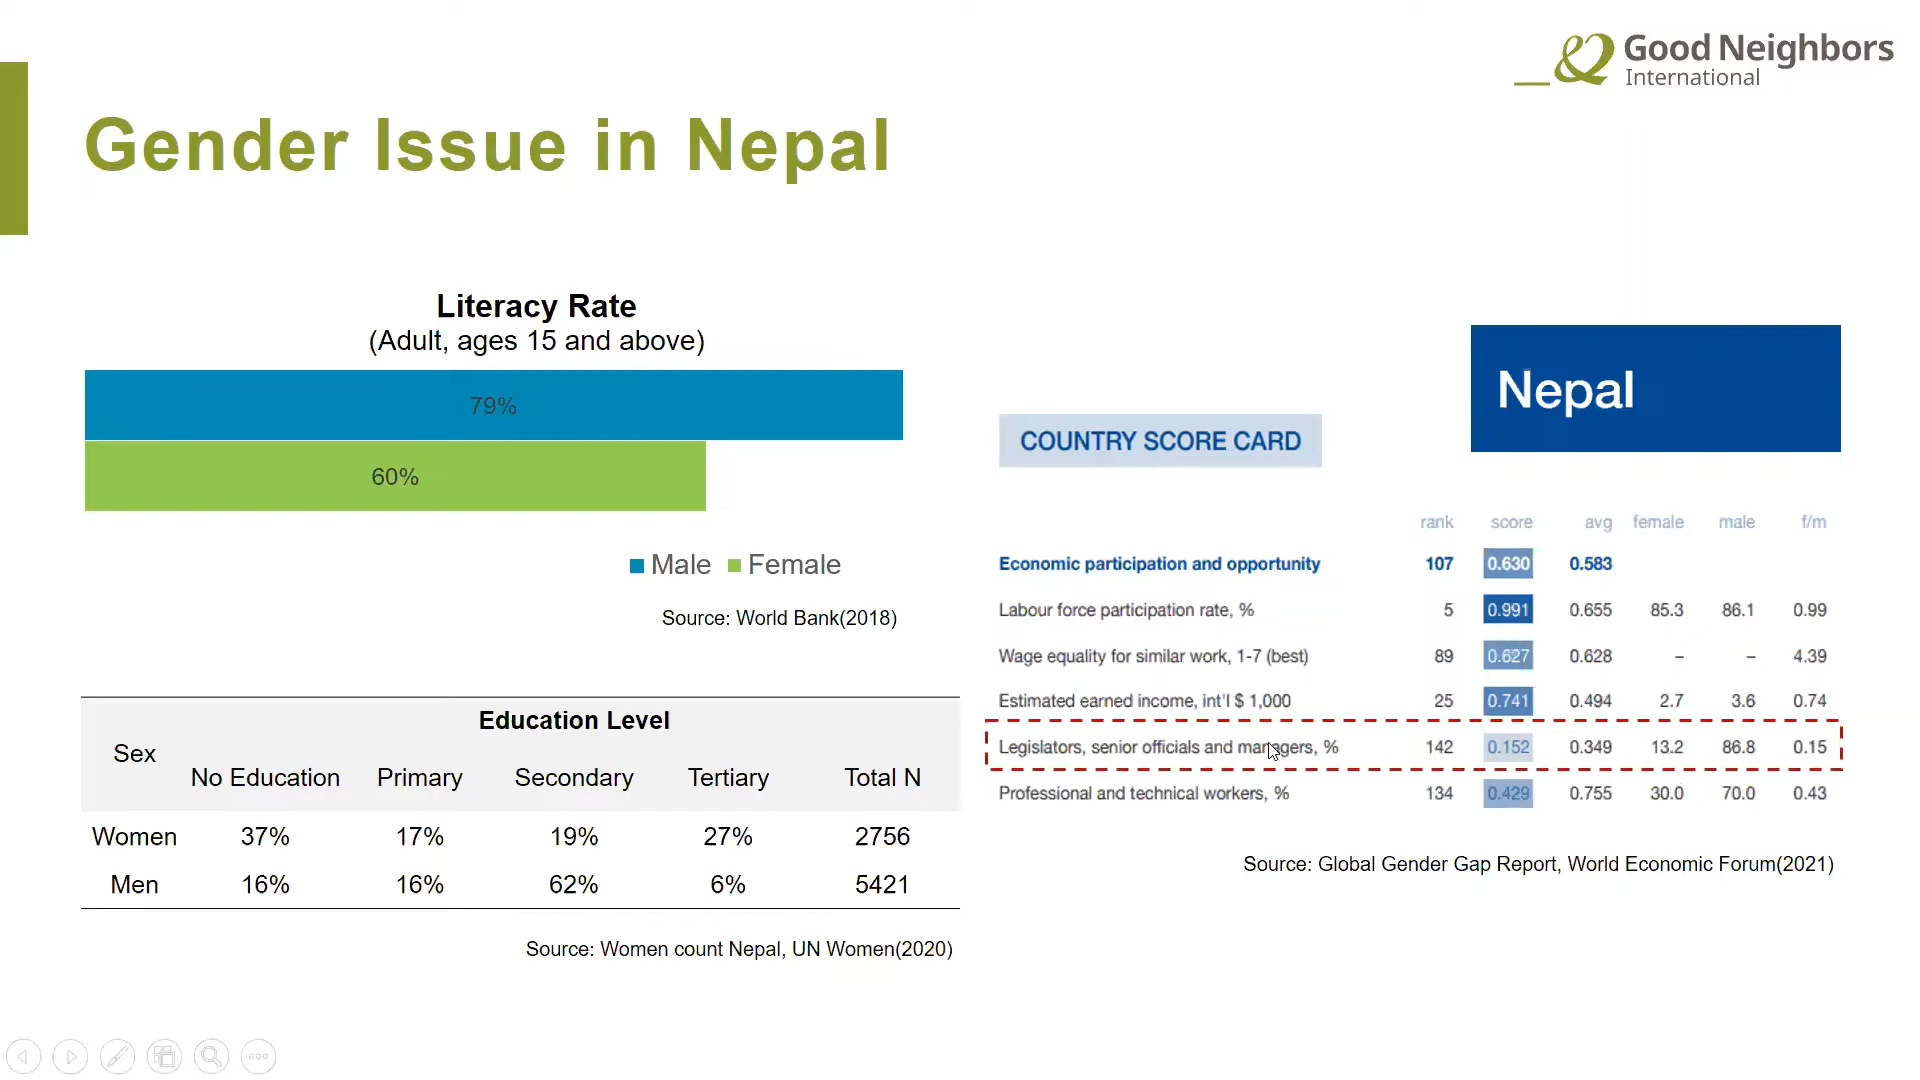 Good Neighbors
International
Gender Issue in Nepal
Literacy Rate
(Adult, ages 15 and above)
79%
60%
Male Female
Source: World Bank(2018)
Sex Education Level
No Education Primary Secondary Tertiary Total N
Women 37% 17% 19% 27% 2756
Men 16% 16% 62% 6% 5421
Source: Women count Nepal, UN Women(2020)
Nepal
COUNTRY SCORE CARD
rank score avg female male f/m
Economic participation and opportunity 107 0.630 0.583
Labour force participation rate, % 5 0.991 0.655 85.3 86.1 0.99
Wage equality for similar work, 1-7 (best) 89 0.627 0.628 – – 4.39
Estimated earned income, int'l $ 1,000 25 0.741 0.494 2.7 3.6 0.74
Legislators, senior officials and managers, % 142 0.152 0.349 13.2 86.8 0.15
Professional and technical workers, % 134 0.429 0.755 30.0 70.0 0.43
Source: Global Gender Gap Report, World Economic Forum(2021)